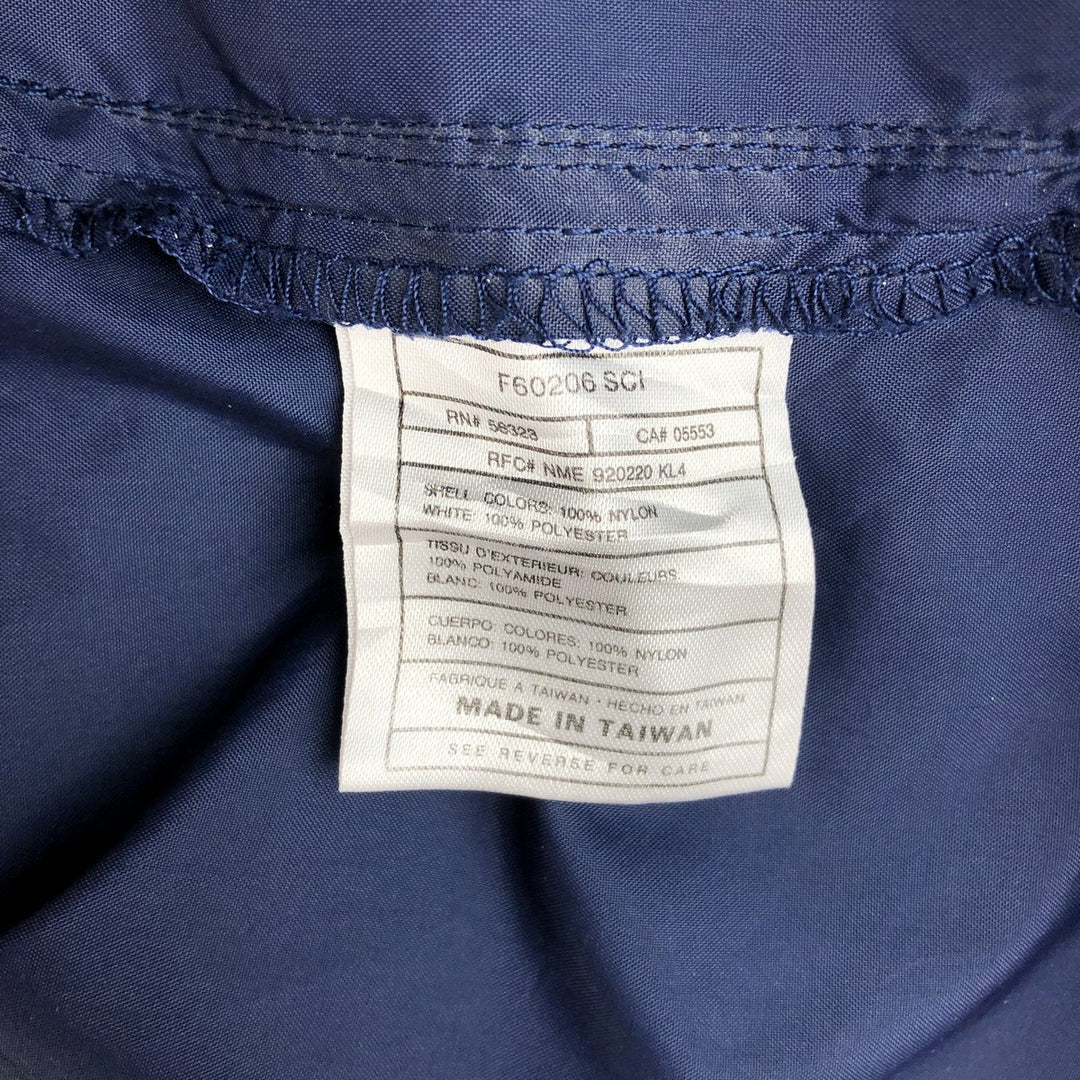 F60206 SCI
RN# 56323
CA# 05553
RFC# NME 920220 KL4
SHELL COLORS: 100% NYLON
WHITE: 100% POLYESTER
TISSU D'EXTERIEUR: COULEURS
100% POLYAMIDE
BLANC: 100% POLYESTER
CUERPO COLORES: 100% NYLON
BLANCO: 100% POLYESTER
FABRIQUE A TAIWAN • HECHO EN TAIWAN
MADE IN TAIWAN
SEE REVERSE FOR CARE